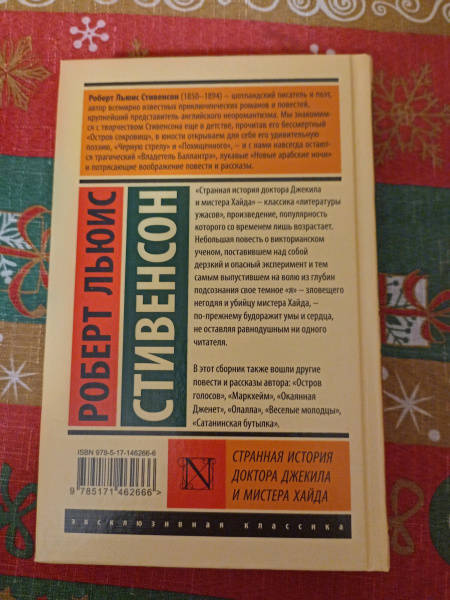 Роберт Льюис Стивенсон (1850–1894) — шотландский писатель и поэт,
автор всемирно известных приключенческих романов и повестей,
крупнейший представитель английского неоромантизма. Мы знакомим-
ся с творчеством Стивенсона еще в детстве, прочитав его бессмертный
«Остров сокровищ», в юности открываем для себя его удивительную
поэзию, «Черную стрелу» и «Похищенного», — и с нами навсегда остают-
ся трагический «Владетель Баллантрэ», лукавые «Новые арабские ночи»
и потрясающие воображение повести и рассказы.
РОБЕРТ ЛЬЮИС
СТИВЕНСОН
«Странная история доктора Джекила
и мистера Хайда» – классика «литературы
ужасов», произведение, популярность
которого со временем лишь возрастает.
Небольшая повесть о викторианском
ученом, поставившем над собой
дерзкий и опасный эксперимент и тем
самым выпустившем на волю из глубин
подсознания свое темное «я» – зловещего
негодяя и убийцу мистера Хайда, –
по-прежнему будоражит умы и сердца,
не оставляя равнодушным ни одного
читателя.
В этот сборник также вошли другие
повести и рассказы автора: «Остров
голосов», «Маркхейм», «Окаянная
Дженет», «Олалла», «Веселые молодцы»,
«Сатанинская бутылка».
ISBN 978-5-17-146266-6
9 785171 462666 >
N
СТРАННАЯ ИСТОРИЯ
ДОКТОРА ДЖЕКИЛА
И МИСТЕРА ХАЙДА
эксклюзивная классика